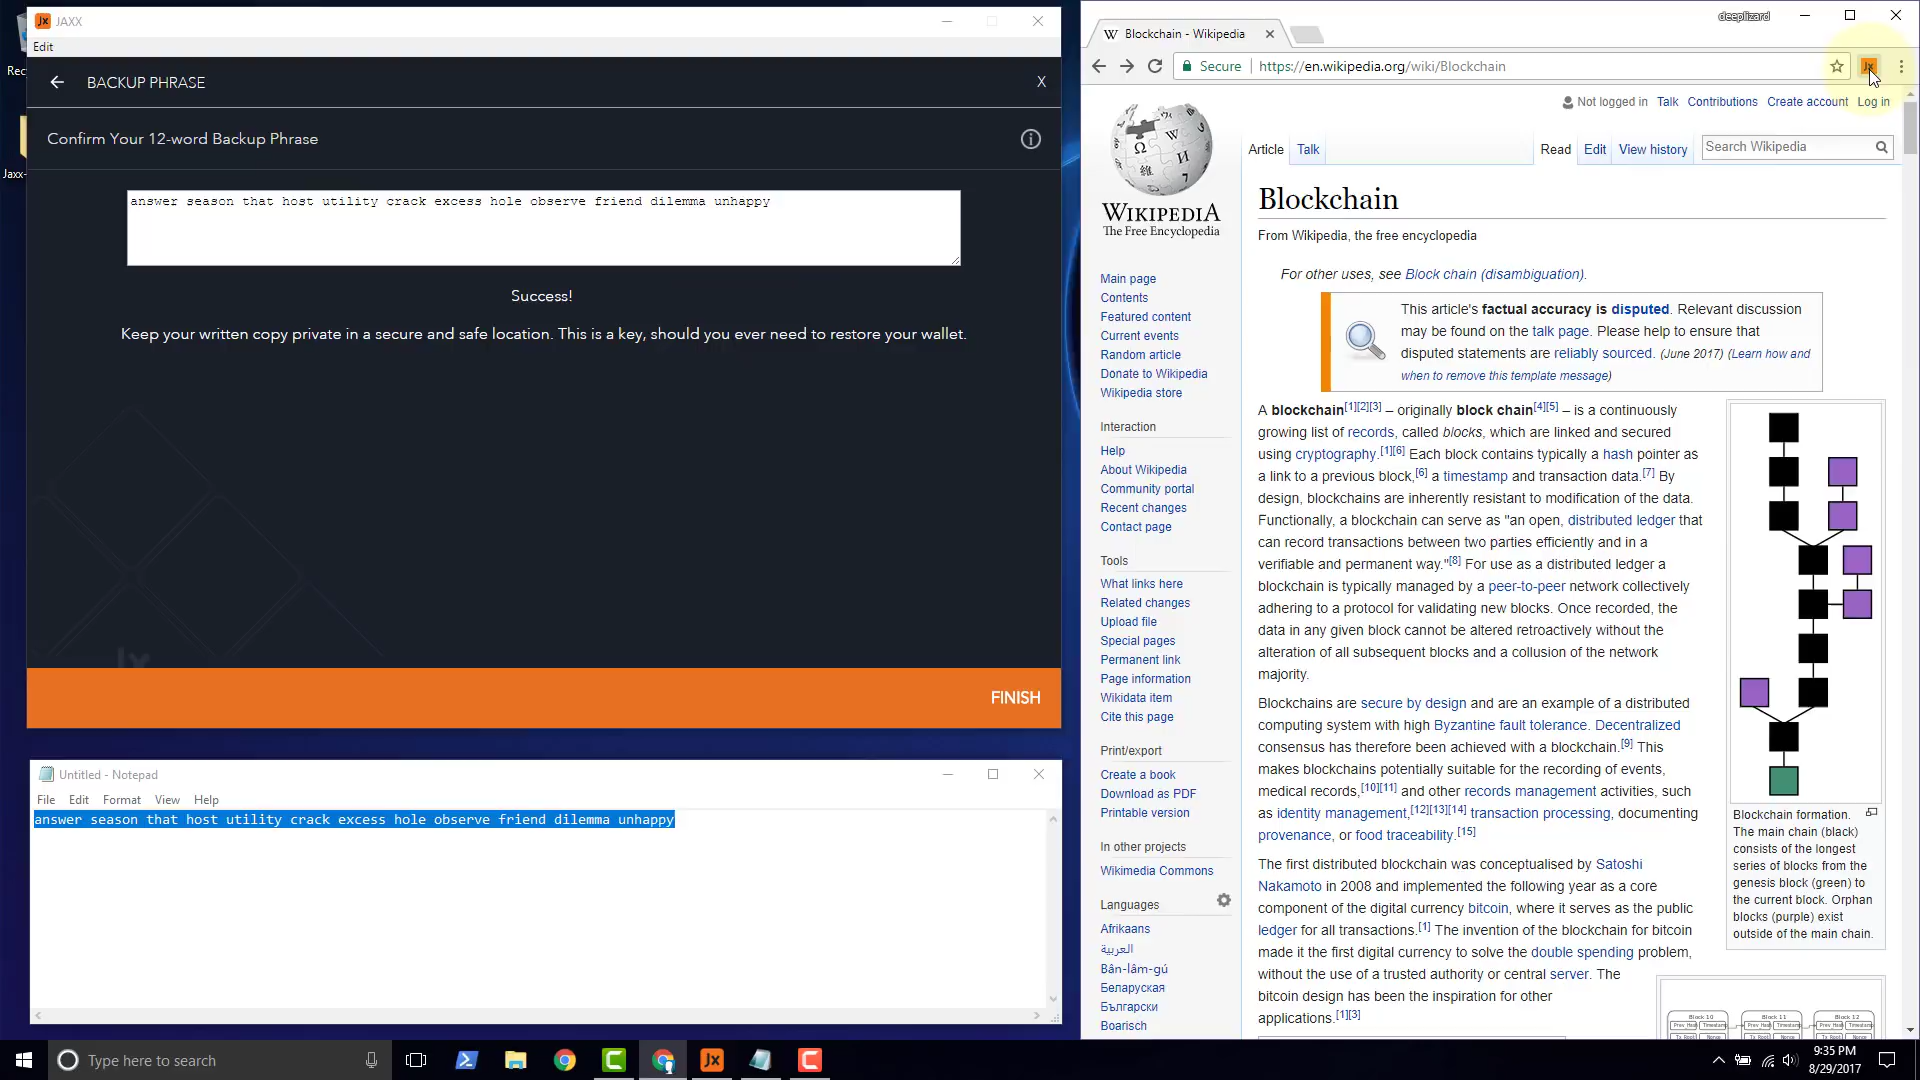 JAXX
Edit
BACKUP PHRASE
X
Confirm Your 12-word Backup Phrase
answer season that host utility crack excess hole observe friend dilemma unhappy
Success!
Keep your written copy private in a secure and safe location. This is a key, should you ever need to restore your wallet.
FINISH
Untitled - Notepad
File Edit Format View Help
answer season that host utility crack excess hole observe friend dilemma unhappy
deeplizard
Blockchain - Wikipedia
Secure https://en.wikipedia.org/wiki/Blockchain
Not logged in Talk Contributions Create account Log in
Article Talk Read Edit View history Search Wikipedia
WIKIPEDIA
The Free Encyclopedia
Main page
Contents
Featured content
Current events
Random article
Donate to Wikipedia
Wikipedia store
Interaction
Help
About Wikipedia
Community portal
Recent changes
Contact page
Tools
What links here
Related changes
Upload file
Special pages
Permanent link
Page information
Wikidata item
Cite this page
Print/export
Create a book
Download as PDF
Printable version
In other projects
Wikimedia Commons
Languages
Afrikaans
العربية
Bân-lâm-gú
Беларуская
Български
Boarisch
Blockchain
From Wikipedia, the free encyclopedia
For other uses, see Block chain (disambiguation).
This article's factual accuracy is disputed. Relevant discussion
may be found on the talk page. Please help to ensure that
disputed statements are reliably sourced. (June 2017) (Learn how and
when to remove this template message)
A blockchain[1][2][3] – originally block chain[4][5] – is a continuously
growing list of records, called blocks, which are linked and secured
using cryptography.[1][6] Each block contains typically a hash pointer as
a link to a previous block,[6] a timestamp and transaction data.[7] By
design, blockchains are inherently resistant to modification of the data.
Functionally, a blockchain can serve as "an open, distributed ledger that
can record transactions between two parties efficiently and in a
verifiable and permanent way."[8] For use as a distributed ledger a
blockchain is typically managed by a peer-to-peer network collectively
adhering to a protocol for validating new blocks. Once recorded, the
data in any given block cannot be altered retroactively without the
alteration of all subsequent blocks and a collusion of the network
majority.
Blockchains are secure by design and are an example of a distributed
computing system with high Byzantine fault tolerance. Decentralized
consensus has therefore been achieved with a blockchain.[9] This
makes blockchains potentially suitable for the recording of events,
medical records,[10][11] and other records management activities, such
as identity management,[12][13][14] transaction processing, documenting
provenance, or food traceability.[15]
The first distributed blockchain was conceptualised by Satoshi
Nakamoto in 2008 and implemented the following year as a core
component of the digital currency bitcoin, where it serves as the public
ledger for all transactions.[1] The invention of the blockchain for bitcoin
made it the first digital currency to solve the double spending problem,
without the use of a trusted authority or central server. The
bitcoin design has been the inspiration for other
applications.[1][3]
Blockchain formation.
The main chain (black)
consists of the longest
series of blocks from the
genesis block (green) to
the current block. Orphan
blocks (purple) exist
outside of the main chain.
Block 10 Block 11 Block 12
Prev_Hash Timestamp Prev_Hash Timestamp Prev_Hash Timestamp
Tx_Root Nonce Tx_Root Nonce Tx_Root Nonce
Type here to search
9:35 PM
8/29/2017